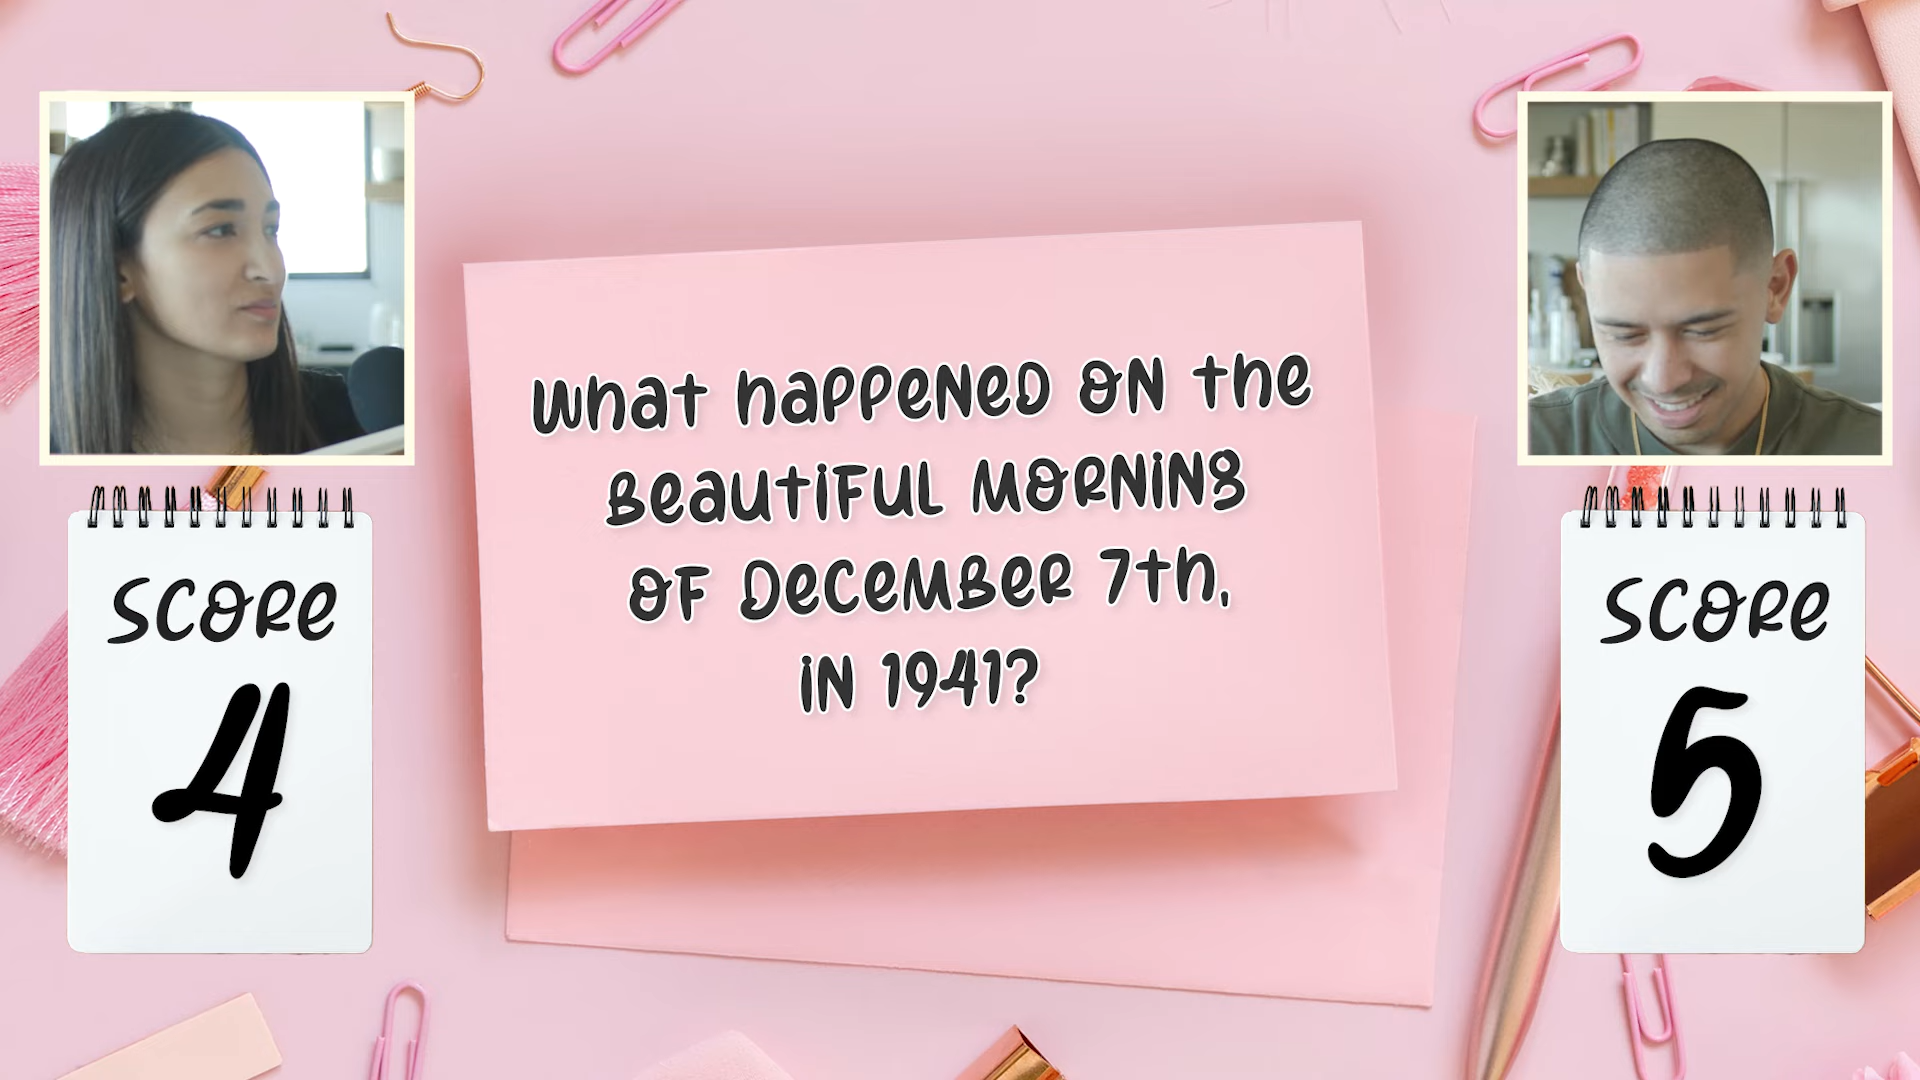 What happened on the
beautiful morning
of December 7th,
in 1941?
SCORE
4
SCORE
5